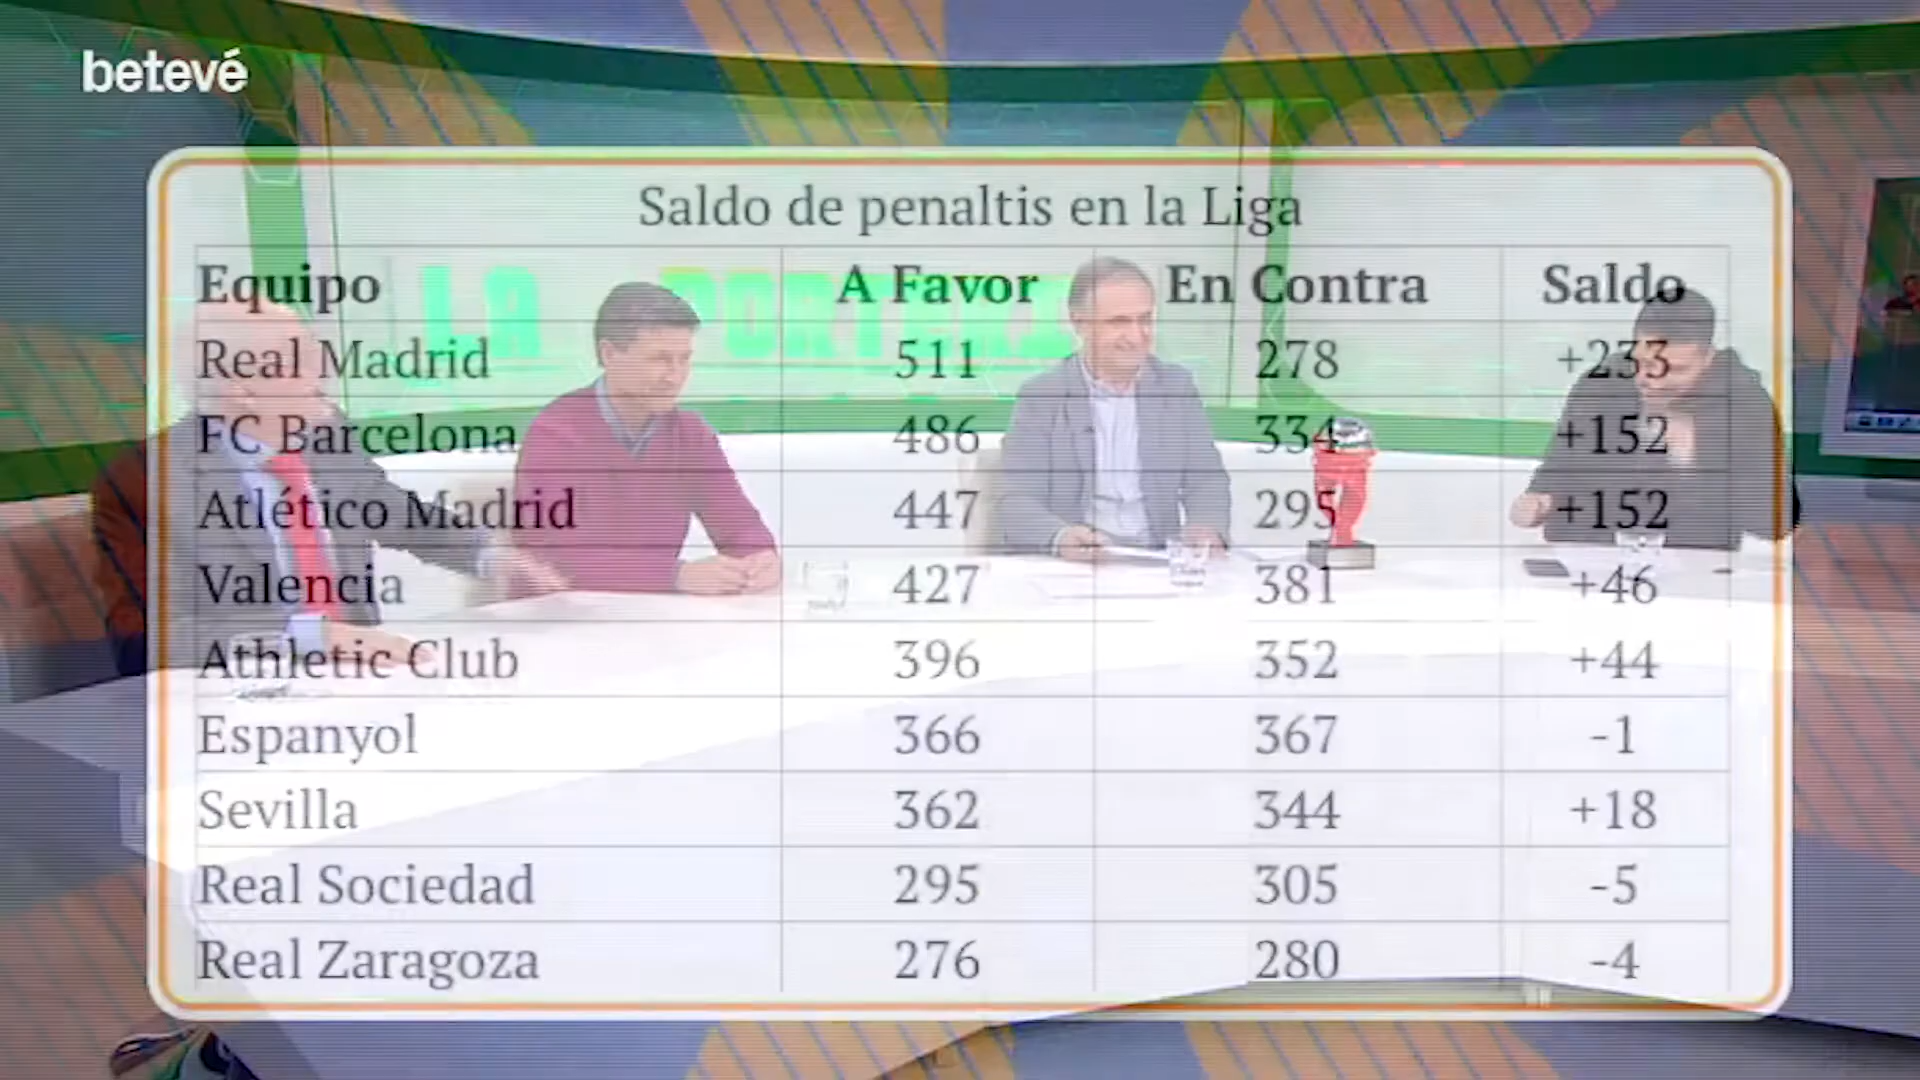 betevé
Saldo de penaltis en la Liga
Equipo A Favor En Contra Saldo
Real Madrid 511 278 +233
FC Barcelona 486 334 +152
Atlético Madrid 447 295 +152
Valencia 427 381 +46
Athletic Club 396 352 +44
Espanyol 366 367 -1
Sevilla 362 344 +18
Real Sociedad 295 305 -5
Real Zaragoza 276 280 -4
LA PORTERIA